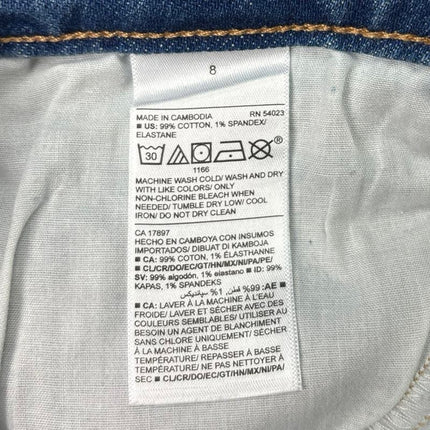 8
MADE IN CAMBODIA RN 54023
■ US: 99% COTTON, 1% SPANDEX/
ELASTANE
30 ®
1166
MACHINE WASH COLD/ WASH AND DRY
WITH LIKE COLORS/ ONLY
NON-CHLORINE BLEACH WHEN
NEEDED/ TUMBLE DRY LOW/ COOL
IRON/ DO NOT DRY CLEAN
CA 17897
HECHO EN CAMBOYA CON INSUMOS
IMPORTADOS/ DIBUAT DI KAMBOJA
■ CA: 99% COTON, 1% ÉLASTHANNE
■ CL/CR/DO/EC/GT/HN/MX/NI/PA/PE/
SV: 99% algodón, 1% elastano ■ ID: 99%
KAPAS, 1% SPANDEKS
■ AE: 99% قطن, 1% سباندیکس
■ CA: LAVER À LA MACHINE À L'EAU
FROIDE/ LAVER ET SÉCHER AVEC DES
COULEURS SEMBLABLES/ UTILISER AU
BESOIN UN AGENT DE BLANCHIMENT
SANS CHLORE UNIQUEMENT/ SÉCHER
À LA MACHINE À BASSE
TEMPÉRATURE/ REPASSER À BASSE
TEMPÉRATURE/ NE PAS NETTOYER À
SEC ■ CL/CR/DO/EC/GT/HN/MX/NI/PA/